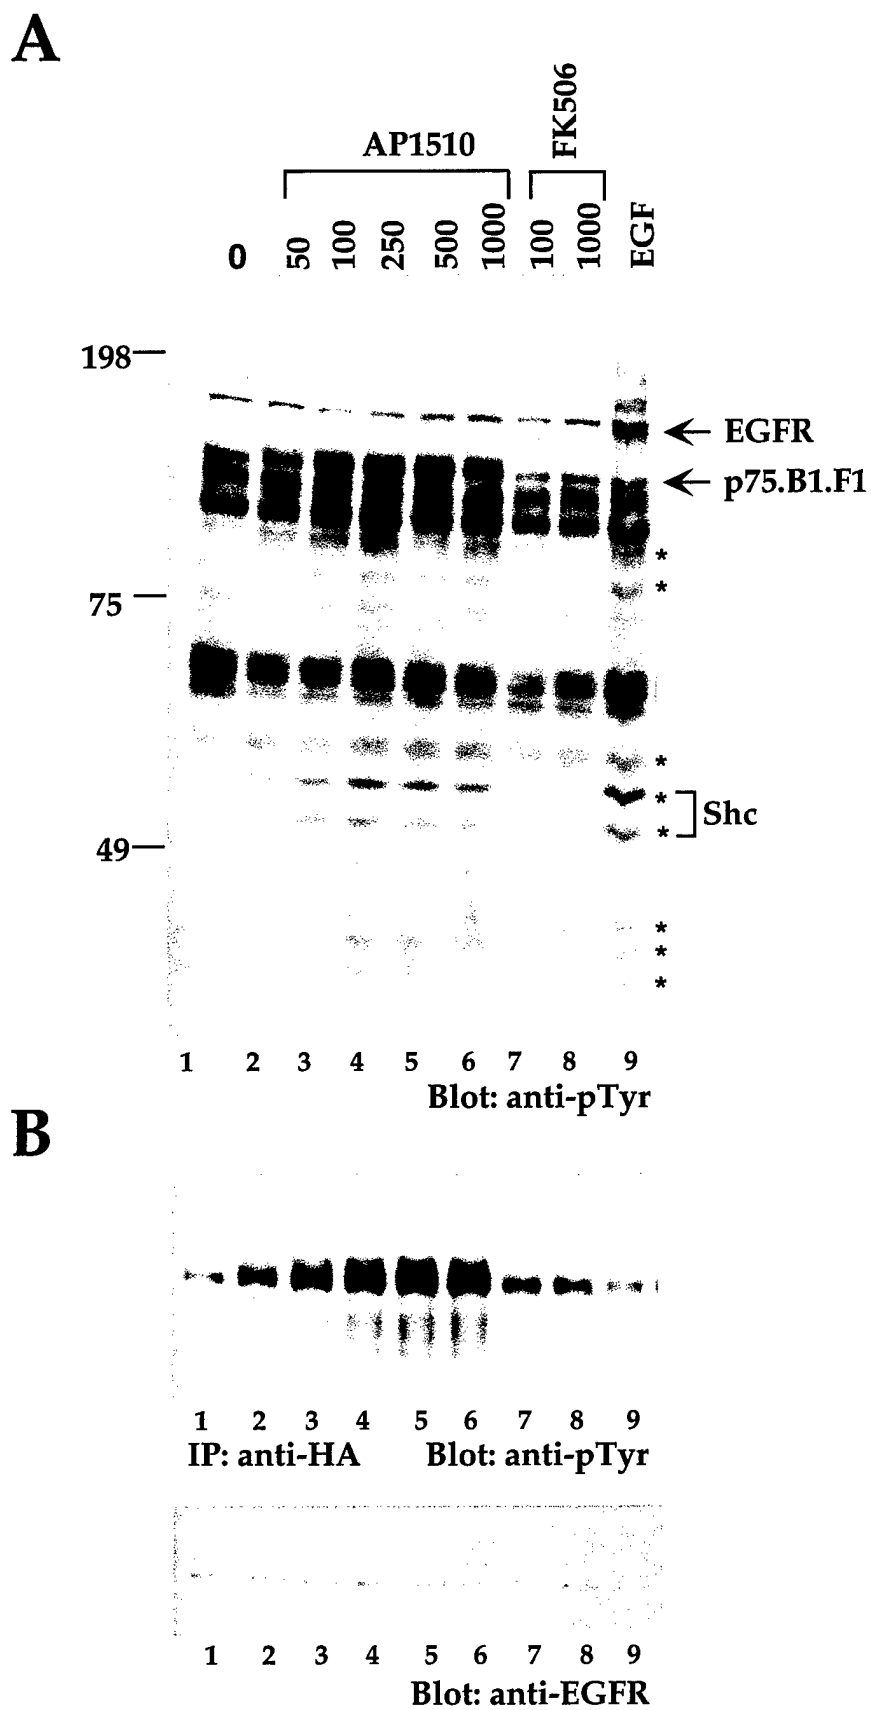 A
AP1510
FK506
0 50 100 250 500 1000 100 1000 EGF
198
EGFR
p75.B1.F1
*
*
75
*
*
Shc
*
49
*
*
*
1 2 3 4 5 6 7 8 9
Blot: anti-pTyr
B
1 2 3 4 5 6 7 8 9
IP: anti-HA Blot: anti-pTyr
1 2 3 4 5 6 7 8 9
Blot: anti-EGFR